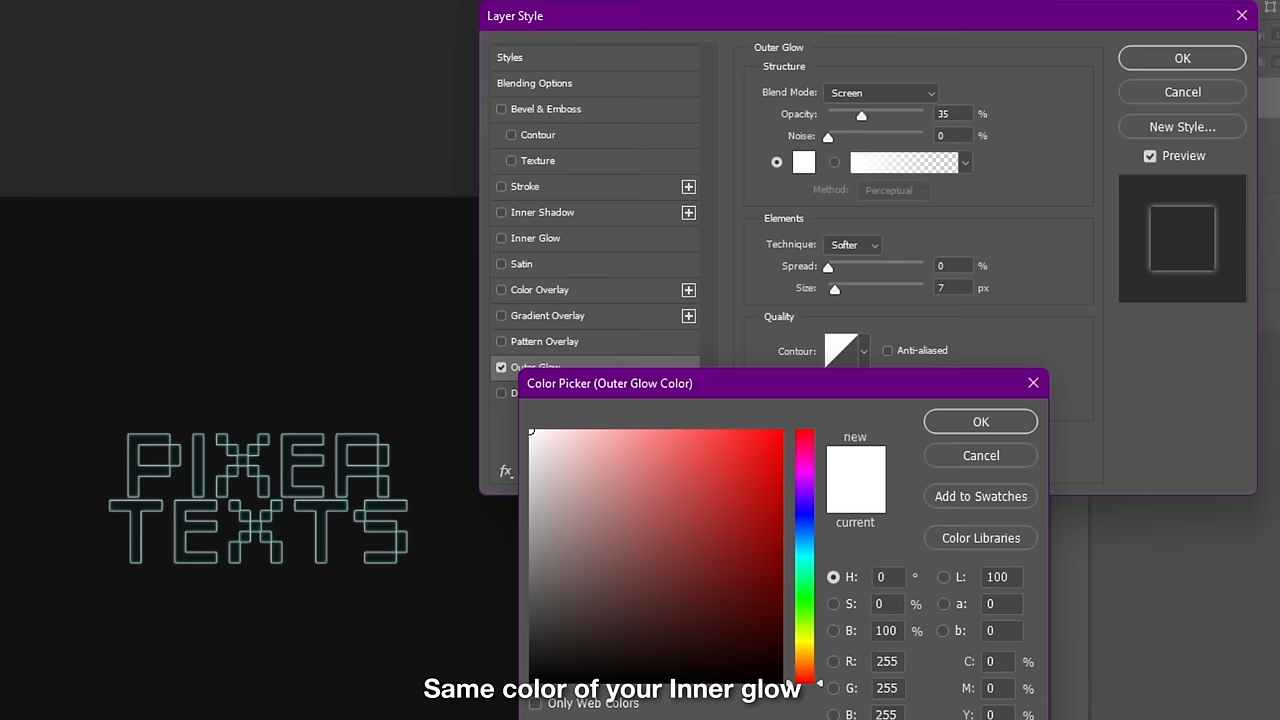 Layer Style
Styles
Blending Options
Bevel & Emboss
Contour
Texture
Stroke
Inner Shadow
Inner Glow
Satin
Color Overlay
Gradient Overlay
Pattern Overlay
Outer Glow
D
fx
Outer Glow
Structure
Blend Mode: Screen
Opacity: 35 %
Noise: 0 %
Method: Perceptual
Elements
Technique: Softer
Spread: 0 %
Size: 7 px
Quality
Contour: Anti-aliased
OK
Cancel
New Style...
Preview
PIXER
TEXTS
Color Picker (Outer Glow Color)
new
current
OK
Cancel
Add to Swatches
Color Libraries
H: 0 ° L: 100
S: 0 % a: 0
B: 100 % b: 0
R: 255 C: 0 %
G: 255 M: 0 %
B: 255 Y: 0 %
Only Web Colors
Same color of your Inner glow